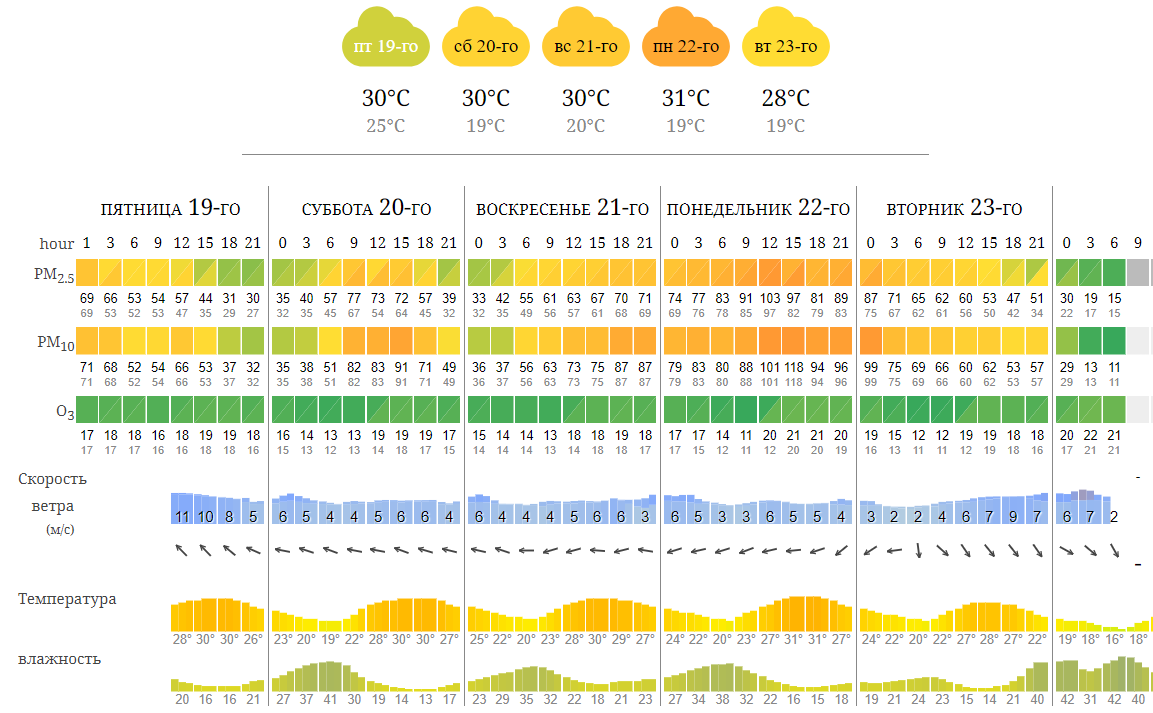 пт 19-го сб 20-го вс 21-го пн 22-го вт 23-го
30°C 30°C 30°C 31°C 28°C
25°C 19°C 20°C 19°C 19°C
ПЯТНИЦА 19-ГО СУББОТА 20-ГО ВОСКРЕСЕНЬЕ 21-ГО ПОНЕДЕЛЬНИК 22-ГО ВТОРНИК 23-ГО
hour 1 3 6 9 12 15 18 21 0 3 6 9 12 15 18 21 0 3 6 9 12 15 18 21 0 3 6 9 12 15 18 21 0 3 6 9 12 15 18 21 0 3 6 9
PM2.5
69 66 53 54 57 44 31 30 35 40 57 77 73 72 57 39 33 42 55 61 63 67 70 71 74 77 83 91 103 97 81 89 87 71 65 62 60 53 47 51 30 19 15
69 53 52 53 47 35 29 27 32 35 45 67 54 64 45 32 32 35 49 56 57 61 68 71 69 76 78 85 97 82 79 83 75 67 62 61 56 50 42 34 22 17 15
PM10
71 68 52 54 66 53 37 32 35 38 51 82 83 91 71 49 36 37 56 63 73 75 87 87 79 83 80 88 101 118 94 96 99 75 69 66 60 62 53 57 29 13 11
71 68 52 54 66 53 37 32 35 38 51 82 83 91 71 49 36 37 56 63 73 75 87 87 79 83 80 88 101 118 94 96 99 75 69 66 60 62 53 57 29 13 11
O3
17 18 18 16 18 19 19 18 16 14 13 13 19 18 19 17 15 14 14 13 18 18 19 18 17 17 14 11 20 21 21 20 19 15 12 12 19 19 18 18 20 22 21
17 17 17 16 16 18 18 16 15 13 12 13 14 18 17 15 14 14 14 14 18 18 18 17 17 15 12 11 12 20 20 19 16 13 11 11 12 19 18 16 17 21 21
Скорость
ветра
(м/с)
11 10 8 5 6 5 4 4 5 6 6 4 6 4 4 4 5 6 6 3 6 5 3 3 6 5 5 4 3 2 2 4 6 7 9 7 6 7 2 -
-
Температура
28° 30° 30° 26° 23° 20° 19° 22° 28° 30° 30° 27° 25° 22° 20° 23° 28° 30° 29° 27° 24° 22° 20° 23° 27° 31° 31° 27° 24° 22° 20° 22° 27° 28° 27° 22° 19° 18° 16° 18°
влажность
20 16 16 21 27 37 41 30 19 14 13 17 23 29 35 32 22 18 21 23 27 34 38 32 22 16 15 18 19 21 24 23 15 14 21 40 42 31 42 40